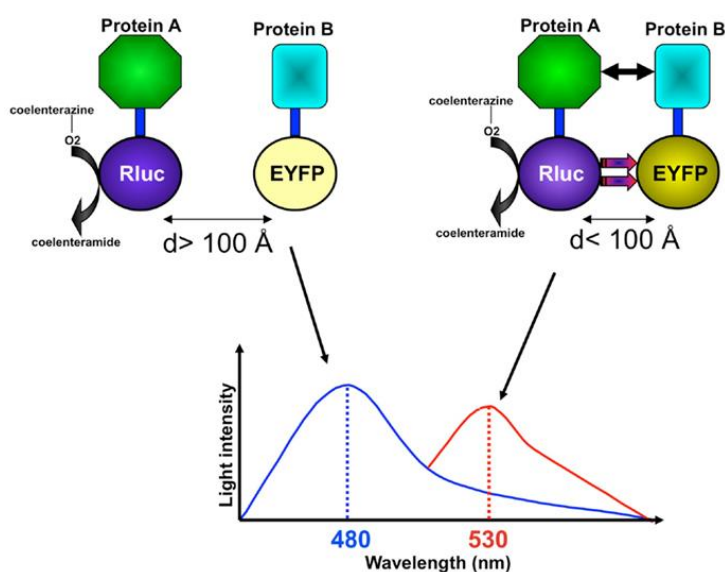 Protein A
Protein B
coelenterazine
O2
Rluc
EYFP
coelenteramide
d> 100 Å
Protein A
Protein B
coelenterazine
O2
Rluc
EYFP
coelenteramide
d< 100 Å
Light intensity
480
530
Wavelength (nm)